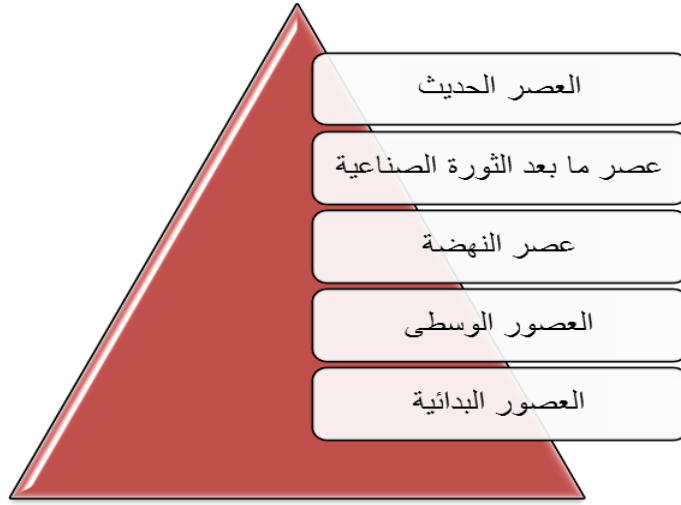 العصر الحديث
عصر ما بعد الثورة الصناعية
عصر النهضة
العصور الوسطى
العصور البدائية